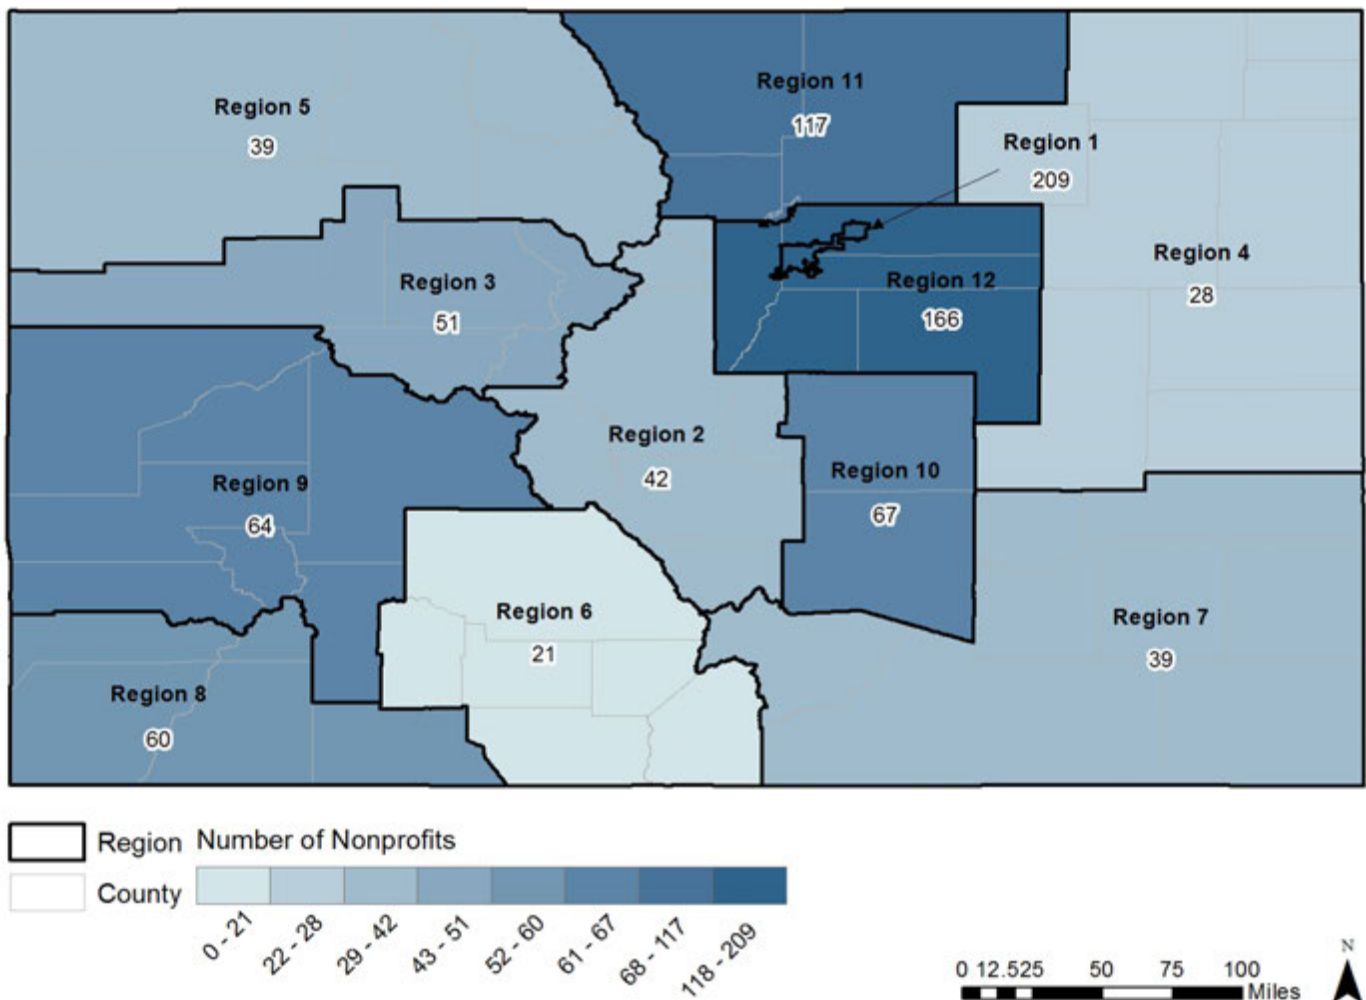 Region 5
39
Region 11
117
Region 1
209
Region 4
28
Region 3
51
Region 12
166
Region 2
42
Region 10
67
Region 9
64
Region 6
21
Region 7
39
Region 8
60
Region
County
Number of Nonprofits
0 - 21
22 - 28
29 - 42
43 - 51
52 - 60
61 - 67
68 - 117
118 - 209
0 12.525 50 75 100
Miles
N